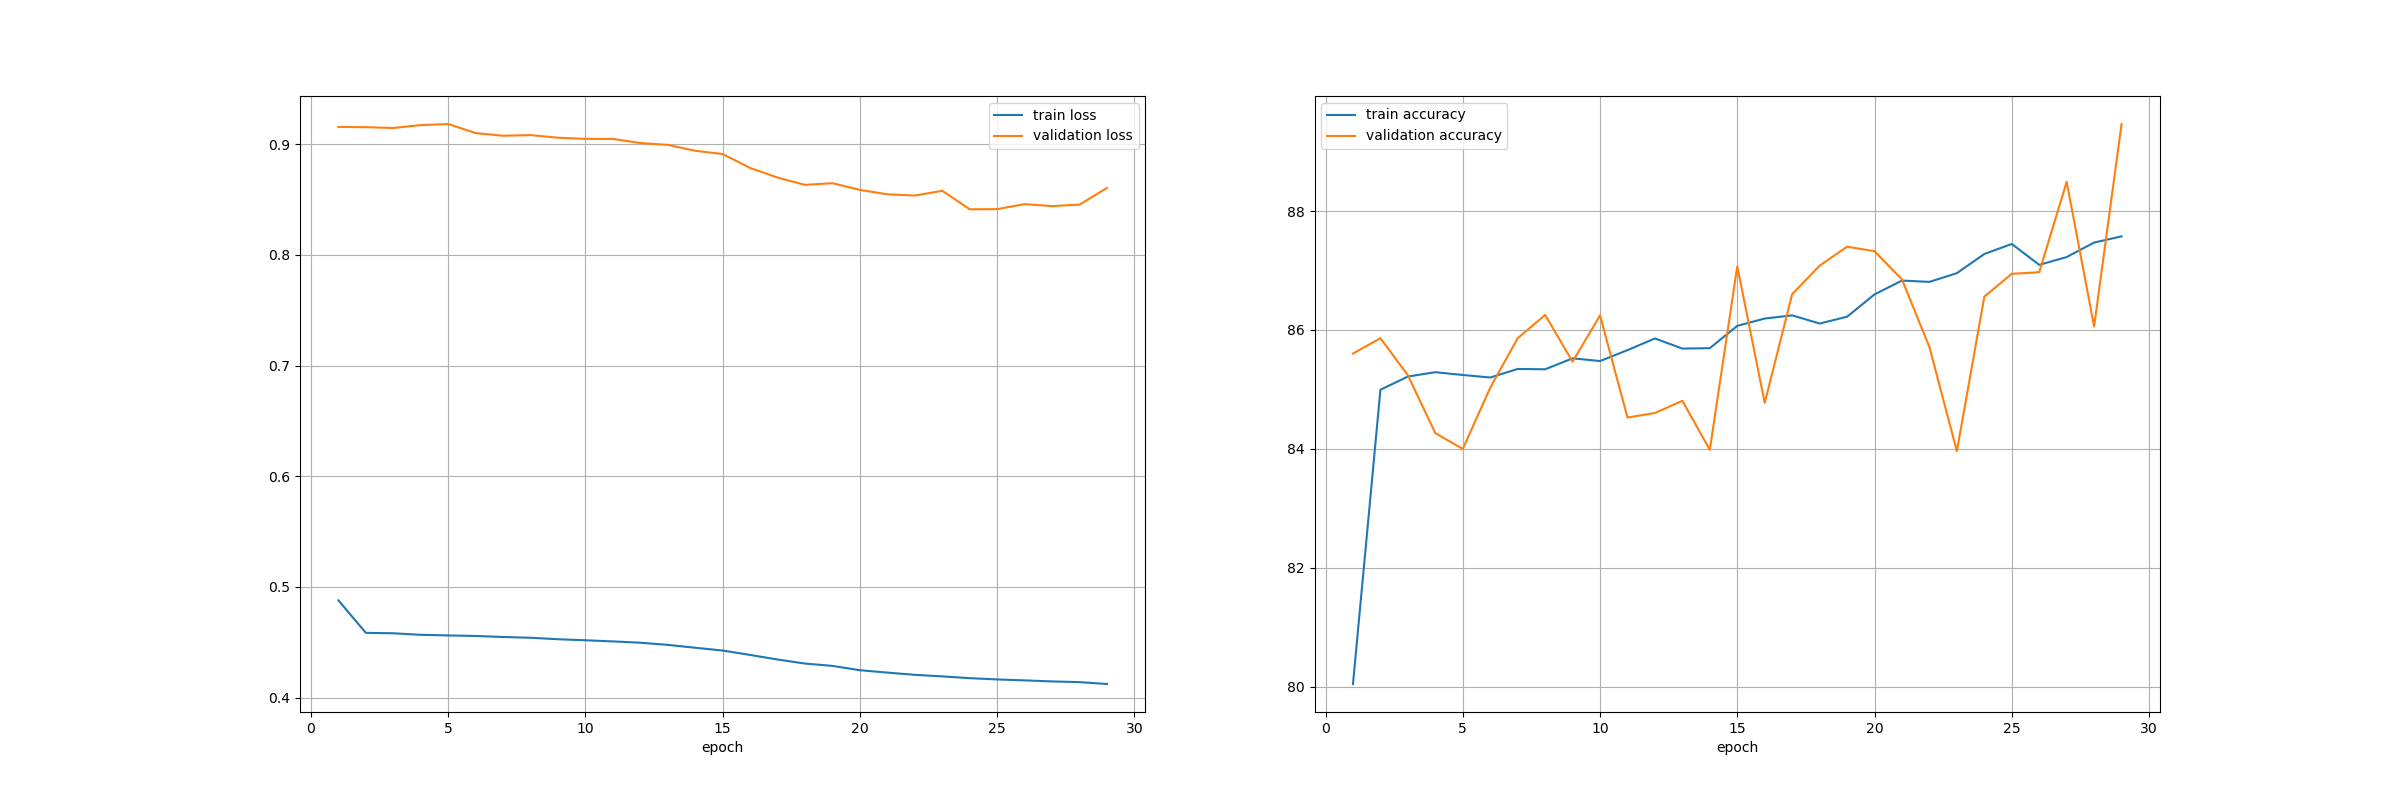 train loss
validation loss
0.9
0.8
0.7
0.6
0.5
0.4
0 5 10 15 20 25 30
epoch
train accuracy
validation accuracy
88
86
84
82
80
0 5 10 15 20 25 30
epoch